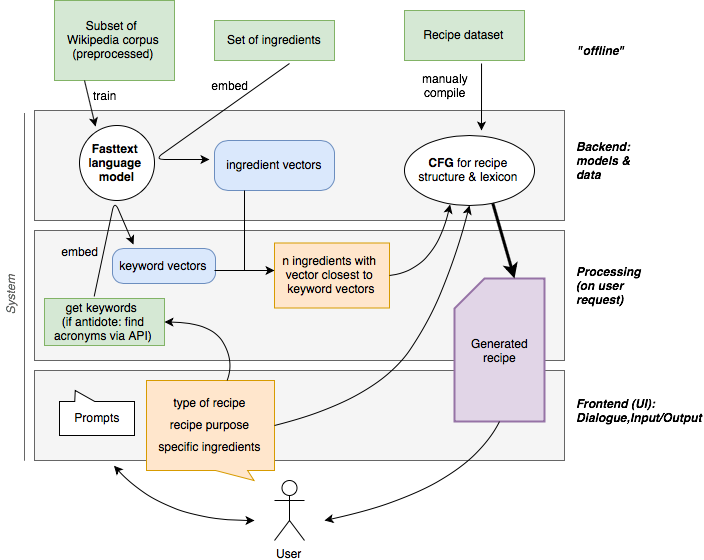 Subset of
Wikipedia corpus
(preprocessed)
Set of ingredients
Recipe dataset
"offline"
train
embed
manualy
compile
Fasttext
language
model
ingredient vectors
CFG for recipe
structure & lexicon
Backend:
models &
data
embed
keyword vectors
n ingredients with
vector closest to
keyword vectors
Processing
(on user
request)
System
get keywords
(if antidote: find
acronyms via API)
Generated
recipe
Prompts
type of recipe
recipe purpose
specific ingredients
Frontend (UI):
Dialogue,Input/Output
User